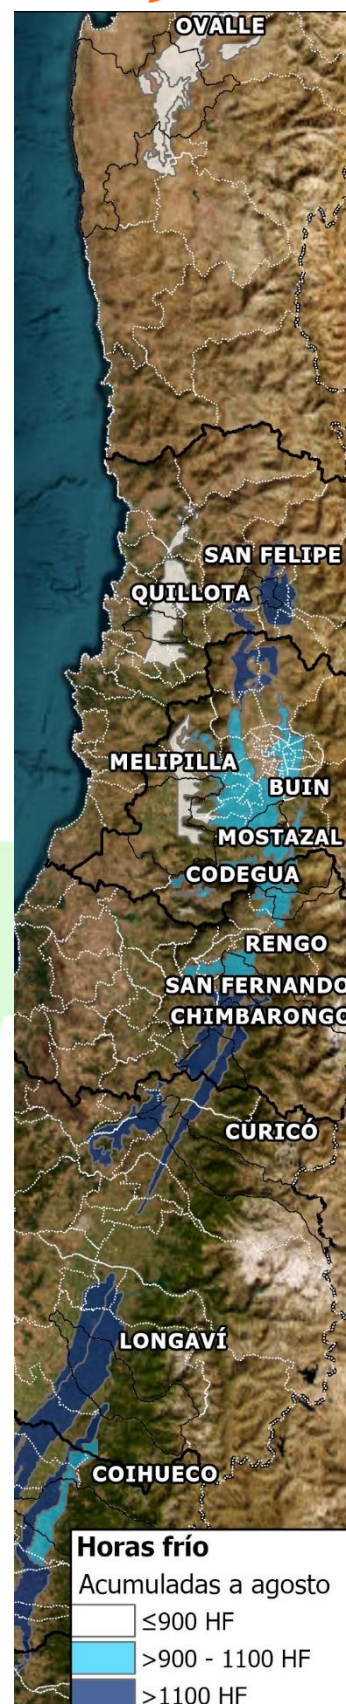 OVALLE
SAN FELIPE
QUILLOTA
MELIPILLA
BUIN
MOSTAZAL
CODEGUA
RENGO
SAN FERNANDO
CHIMBARONGO
CURICÓ
LONGAVÍ
COIHUECO
Horas frío
Acumuladas a agosto
≤900 HF
>900 - 1100 HF
>1100 HF